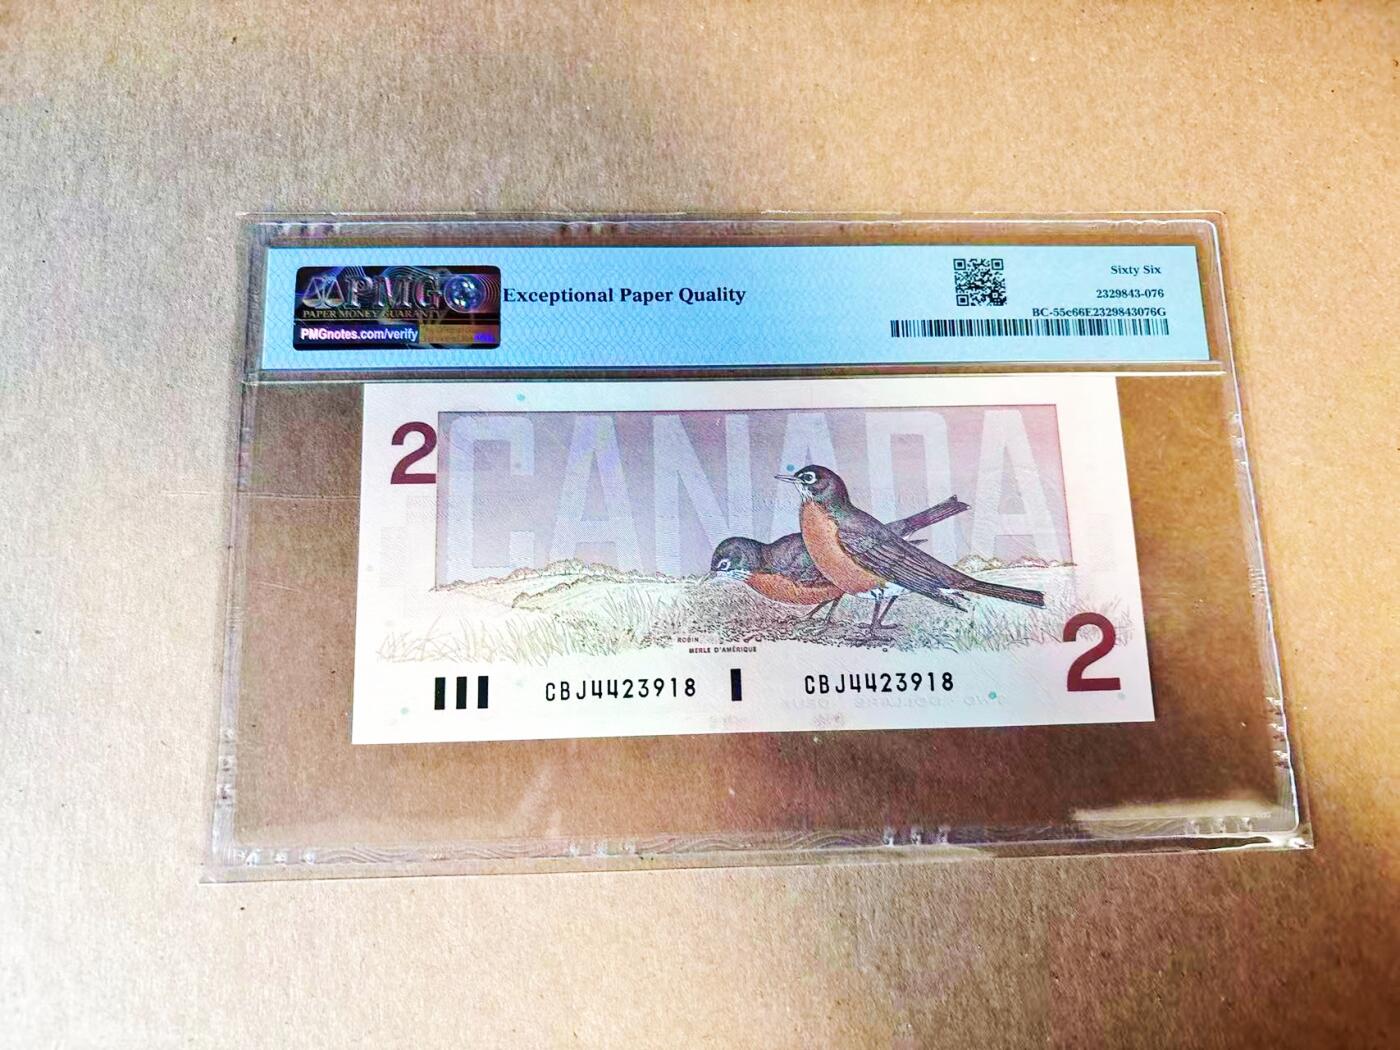 PMG
PAPER MONEY GUARANTY
PMGnotes.com/verify
Exceptional Paper Quality
Sixty Six
2329843-076
BC-55c66E2329843076G
2
CANADA
ROBIN
MERLE D'AMÉRIQUE
2
CBJ4423918
CBJ4423918